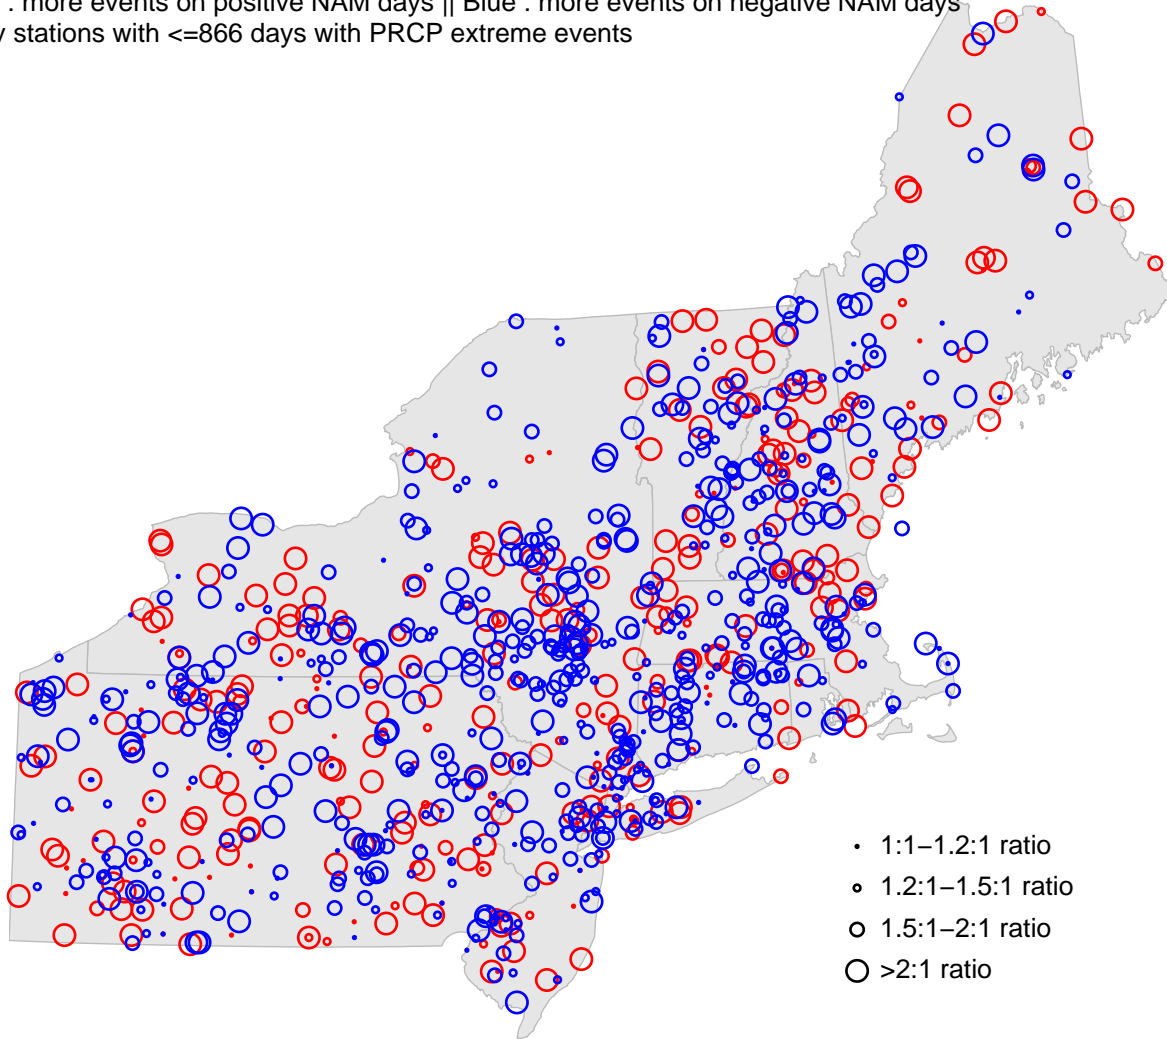 : more events on positive NAM days || Blue : more events on negative NAM days
stations with <=866 days with PRCP extreme events
1:1–1.2:1 ratio
1.2:1–1.5:1 ratio
1.5:1–2:1 ratio
>2:1 ratio